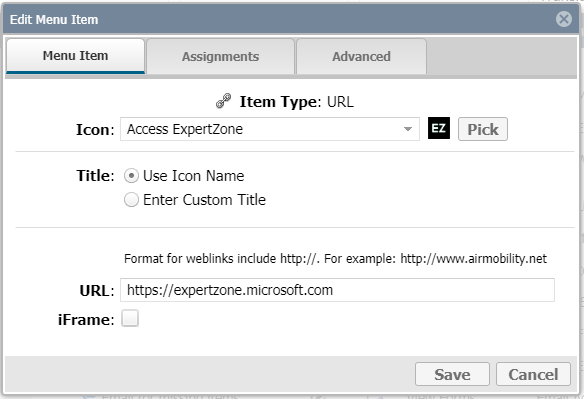 Edit Menu Item
Menu Item Assignments Advanced
Item Type: URL
Icon: Access ExpertZone EZ Pick
Title: Use Icon Name
Enter Custom Title
Format for weblinks include http://. For example: http://www.airmobility.net
URL: https://expertzone.microsoft.com
iFrame:
Save Cancel